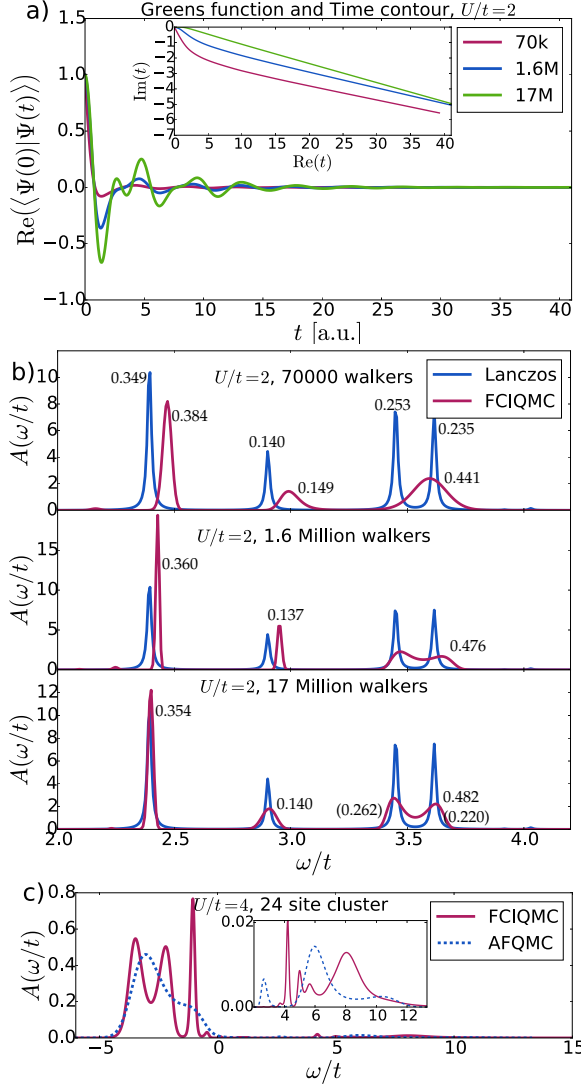 a)
Greens function and Time contour, U/t=2
70k
1.6M
17M
Re(⟨Ψ(0)|Ψ(t)⟩)
1.0
0.5
0.0
−0.5
−1.0
0 5 10 15 20 25 30 35 40
t [a.u.]
Im(t)
0
−1
−2
−3
−4
−5
−6
−7
0 5 10 15 20 25 30 35 40
Re(t)
b)
U/t=2, 70000 walkers
Lanczos
FCIQMC
A(ω/t)
10
8
6
4
2
0
0.349
0.384
0.140
0.149
0.253
0.235
0.441
U/t=2, 1.6 Million walkers
A(ω/t)
15
10
5
0
0.360
0.137
0.476
U/t=2, 17 Million walkers
A(ω/t)
12
10
8
6
4
2
0
0.354
0.140
(0.262)
0.482
(0.220)
2.0 2.5 3.0 3.5 4.0
ω/t
c)
U/t=4, 24 site cluster
FCIQMC
AFQMC
A(ω/t)
0.8
0.6
0.4
0.2
0.0
0.02
0.00
4 6 8 10 12
−5 0 5 10 15
ω/t